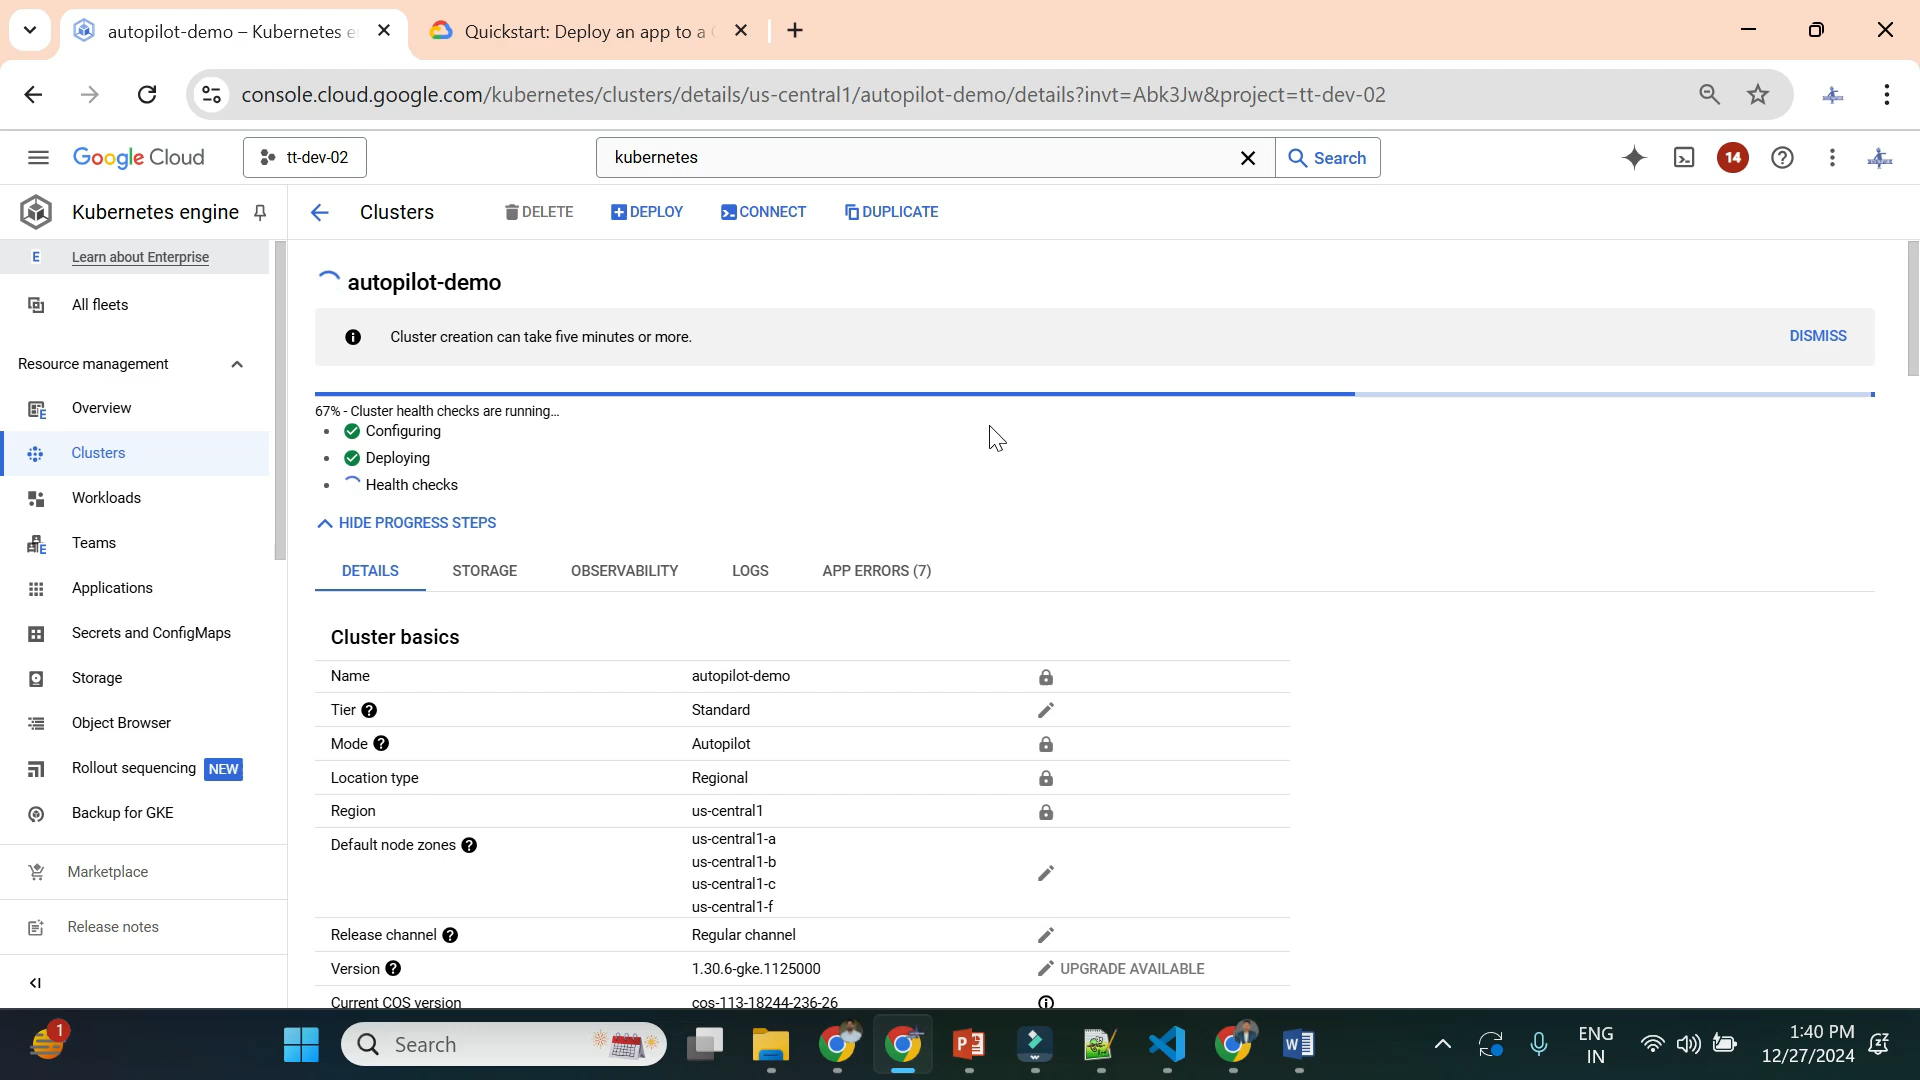 autopilot-demo – Kubernetes e
Quickstart: Deploy an app to a
console.cloud.google.com/kubernetes/clusters/details/us-central1/autopilot-demo/details?invt=Abk3Jw&project=tt-dev-02
Google Cloud
tt-dev-02
kubernetes
Search
14
Kubernetes engine
Clusters
DELETE
DEPLOY
CONNECT
DUPLICATE
E
Learn about Enterprise
All fleets
Resource management
Overview
Clusters
Workloads
Teams
Applications
Secrets and ConfigMaps
Storage
Object Browser
Rollout sequencing NEW
Backup for GKE
Marketplace
Release notes
autopilot-demo
Cluster creation can take five minutes or more.
DISMISS
67% - Cluster health checks are running...
Configuring
Deploying
Health checks
HIDE PROGRESS STEPS
DETAILS
STORAGE
OBSERVABILITY
LOGS
APP ERRORS (7)
Cluster basics
Name autopilot-demo
Tier Standard
Mode Autopilot
Location type Regional
Region us-central1
Default node zones us-central1-a
us-central1-b
us-central1-c
us-central1-f
Release channel Regular channel
Version 1.30.6-gke.1125000 UPGRADE AVAILABLE
Current COS version cos-113-18244-236-26
1
Search
ENG
IN
1:40 PM
12/27/2024